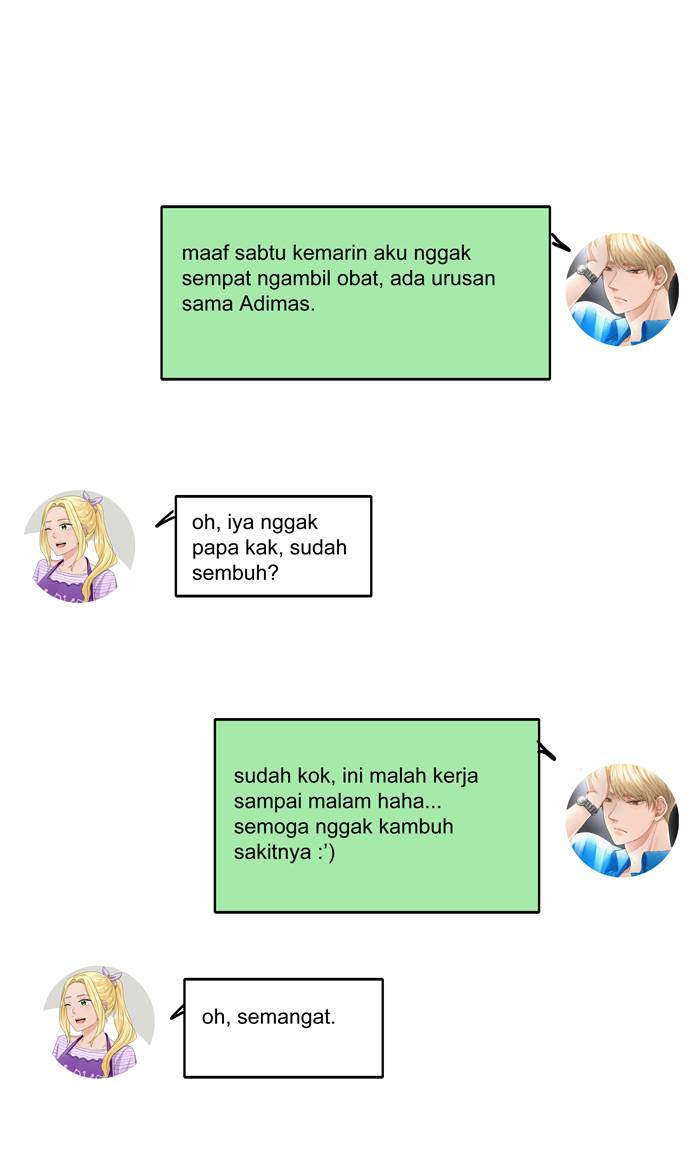 maaf sabtu kemarin aku nggak
sempat ngambil obat, ada urusan
sama Adimas.
oh, iya nggak
papa kak, sudah
sembuh?
sudah kok, ini malah kerja
sampai malam haha...
semoga nggak kambuh
sakitnya :’)
oh, semangat.